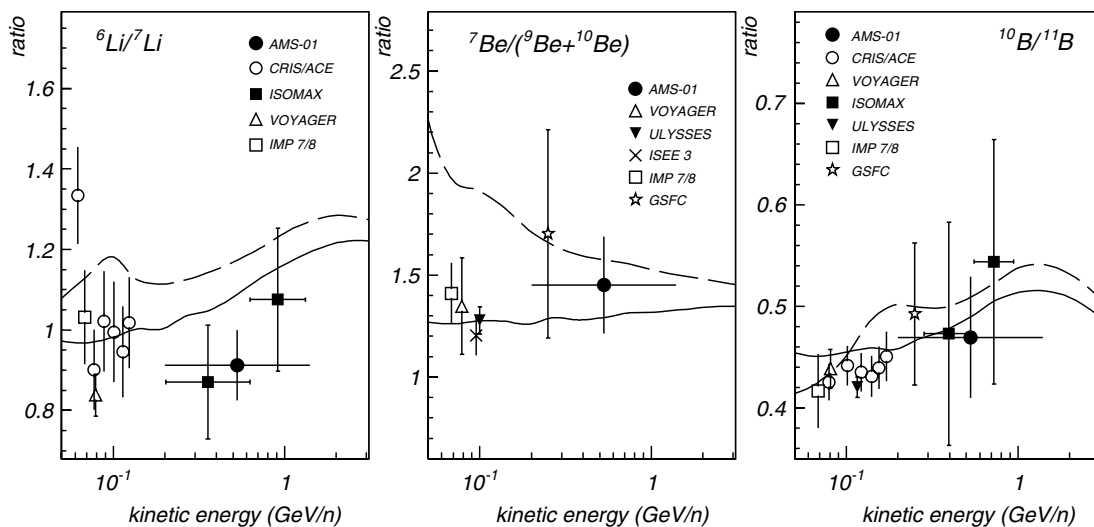 ratio
⁶Li/⁷Li
AMS-01
CRIS/ACE
ISOMAX
VOYAGER
IMP 7/8
1.6
1.4
1.2
1
0.8
10⁻¹
1
kinetic energy (GeV/n)
ratio
⁷Be/(⁹Be+¹⁰Be)
AMS-01
VOYAGER
ULYSSES
ISEE 3
IMP 7/8
GSFC
2.5
2
1.5
1
10⁻¹
1
kinetic energy (GeV/n)
ratio
¹⁰B/¹¹B
AMS-01
CRIS/ACE
VOYAGER
ISOMAX
ULYSSES
IMP 7/8
GSFC
0.7
0.6
0.5
0.4
10⁻¹
1
kinetic energy (GeV/n)